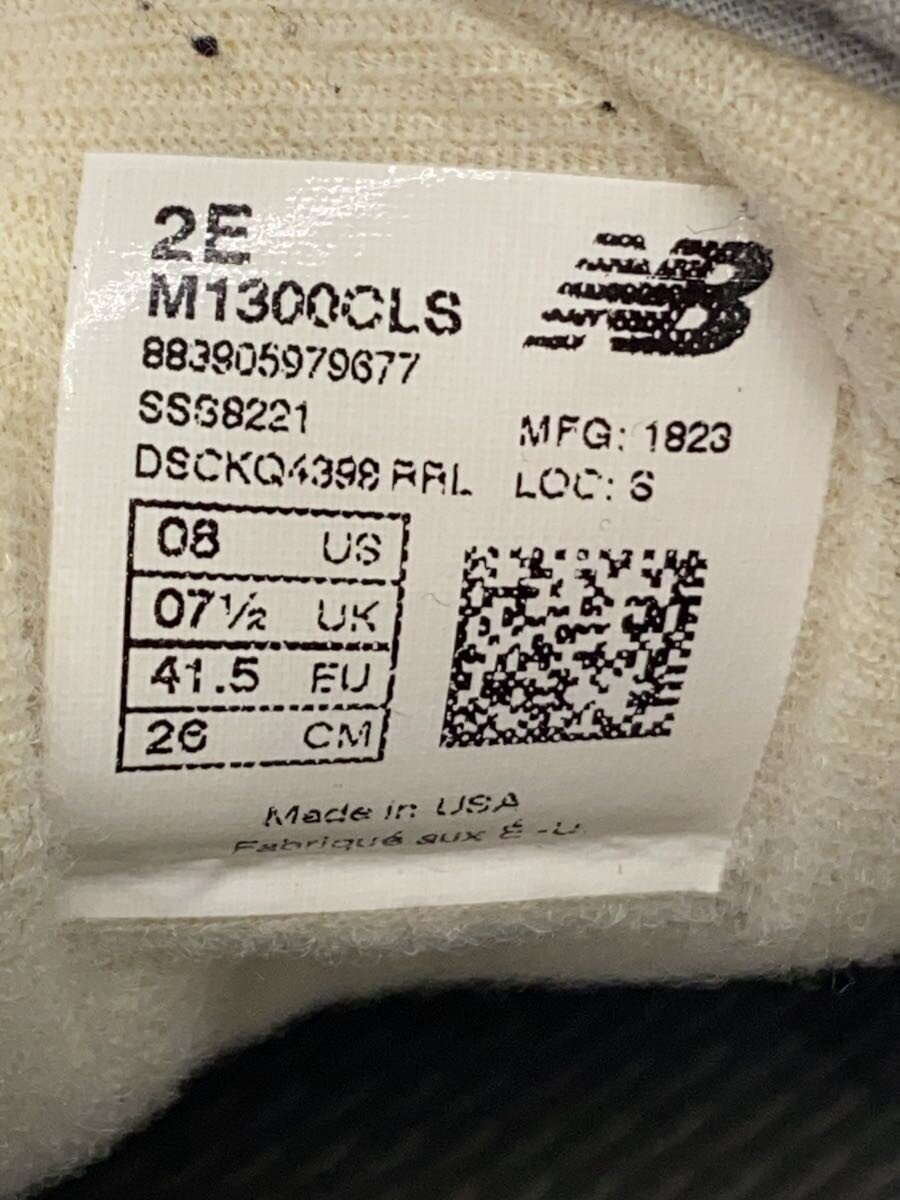 2E
M1300CLS
883905979677
SSG8221
DSCKQ4398 RRL
MFG: 1823
LOC: S
08 US
07½ UK
41.5 EU
26 CM
Made in USA
Fabriqué aux É.-U.